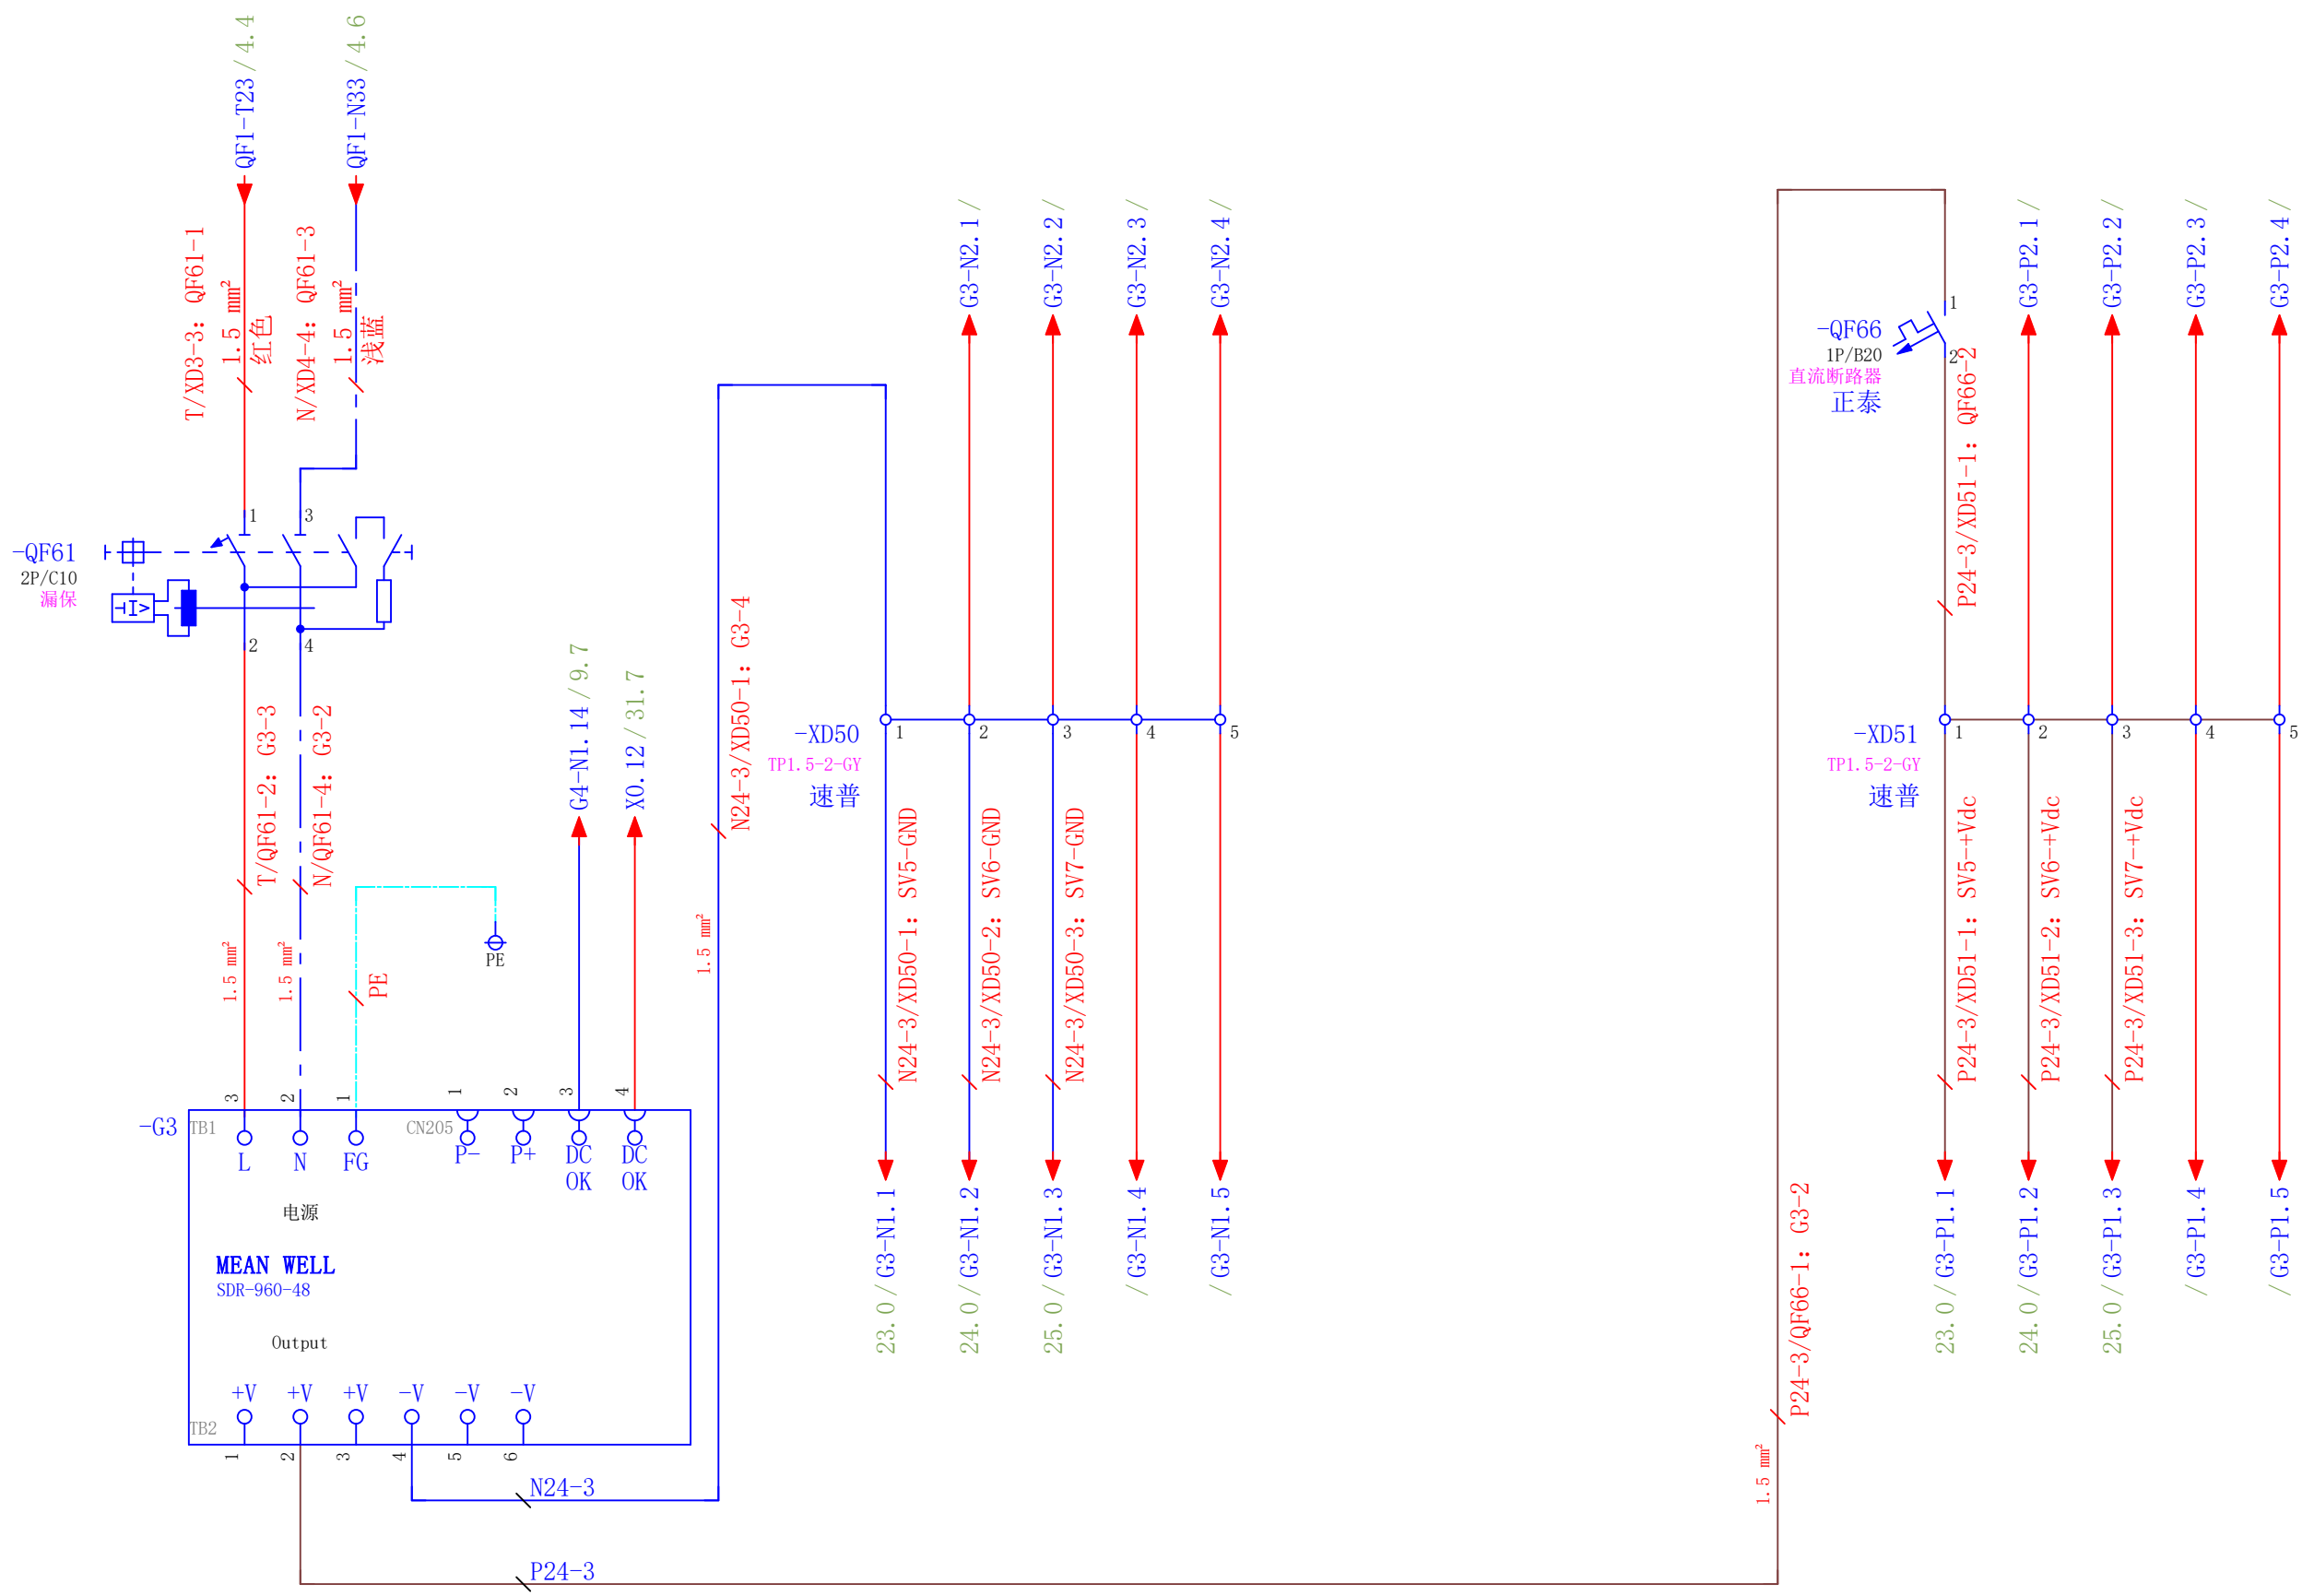 QF1-T23 / 4.4
QF1-N33 / 4.6
T/XD3-3: QF61-1
1.5 mm²
红色
N/XD4-4: QF61-3
1.5 mm²
浅蓝
-QF61
2P/C10
漏保
1
3
2
4
T/QF61-2: G3-3
1.5 mm²
N/QF61-4: G3-2
1.5 mm²
PE
PE
G4-N1.14 / 9.7
X0.12 / 31.7
-G3
TB1
3
2
1
CN205
1
2
3
4
L
N
FG
P-
P+
DC
OK
DC
OK
电源
MEAN WELL
SDR-960-48
Output
+V
+V
+V
-V
-V
-V
TB2
1
2
3
4
5
6
N24-3
P24-3
N24-3/XD50-1: G3-4
1.5 mm²
G3-N2.1 /
G3-N2.2 /
G3-N2.3 /
G3-N2.4 /
-XD50
TP1.5-2-GY
速普
1
2
3
4
5
N24-3/XD50-1: SV5-GND
N24-3/XD50-2: SV6-GND
N24-3/XD50-3: SV7-GND
23.0 / G3-N1.1
24.0 / G3-N1.2
25.0 / G3-N1.3
/ G3-N1.4
/ G3-N1.5
P24-3/QF66-1: G3-2
1.5 mm²
-QF66
1P/B20
直流断路器
正泰
1
2
P24-3/XD51-1: QF66-2
G3-P2.1 /
G3-P2.2 /
G3-P2.3 /
G3-P2.4 /
-XD51
TP1.5-2-GY
速普
1
2
3
4
5
P24-3/XD51-1: SV5-+Vdc
P24-3/XD51-2: SV6-+Vdc
P24-3/XD51-3: SV7-+Vdc
23.0 / G3-P1.1
24.0 / G3-P1.2
25.0 / G3-P1.3
/ G3-P1.4
/ G3-P1.5